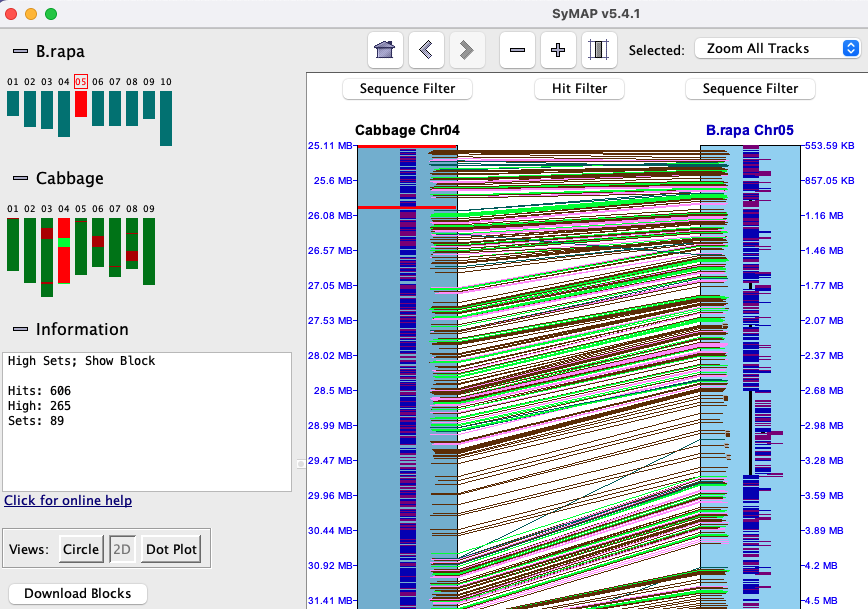 SyMAP v5.4.1
B.rapa
01 02 03 04 05 06 07 08 09 10
Cabbage
01 02 03 04 05 06 07 08 09
Information
High Sets; Show Block
Hits: 606
High: 265
Sets: 89
Click for online help
Views: Circle 2D Dot Plot
Download Blocks
Selected: Zoom All Tracks
Sequence Filter Hit Filter Sequence Filter
Cabbage Chr04 B.rapa Chr05
25.11 MB 553.59 KB
25.6 MB 857.05 KB
26.08 MB 1.16 MB
26.57 MB 1.46 MB
27.05 MB 1.77 MB
27.53 MB 2.07 MB
28.02 MB 2.37 MB
28.5 MB 2.68 MB
28.99 MB 2.98 MB
29.47 MB 3.28 MB
29.96 MB 3.59 MB
30.44 MB 3.89 MB
30.92 MB 4.2 MB
31.41 MB 4.5 MB